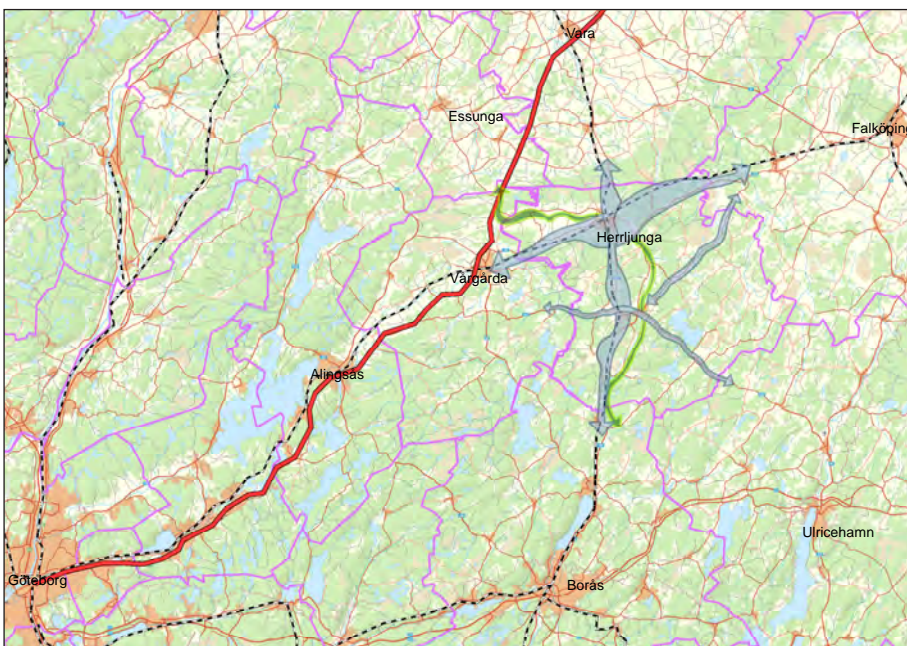 Vara
Essunga
Falköping
Herrljunga
Vårgårda
Alingsås
Ulricehamn
Göteborg
Borås